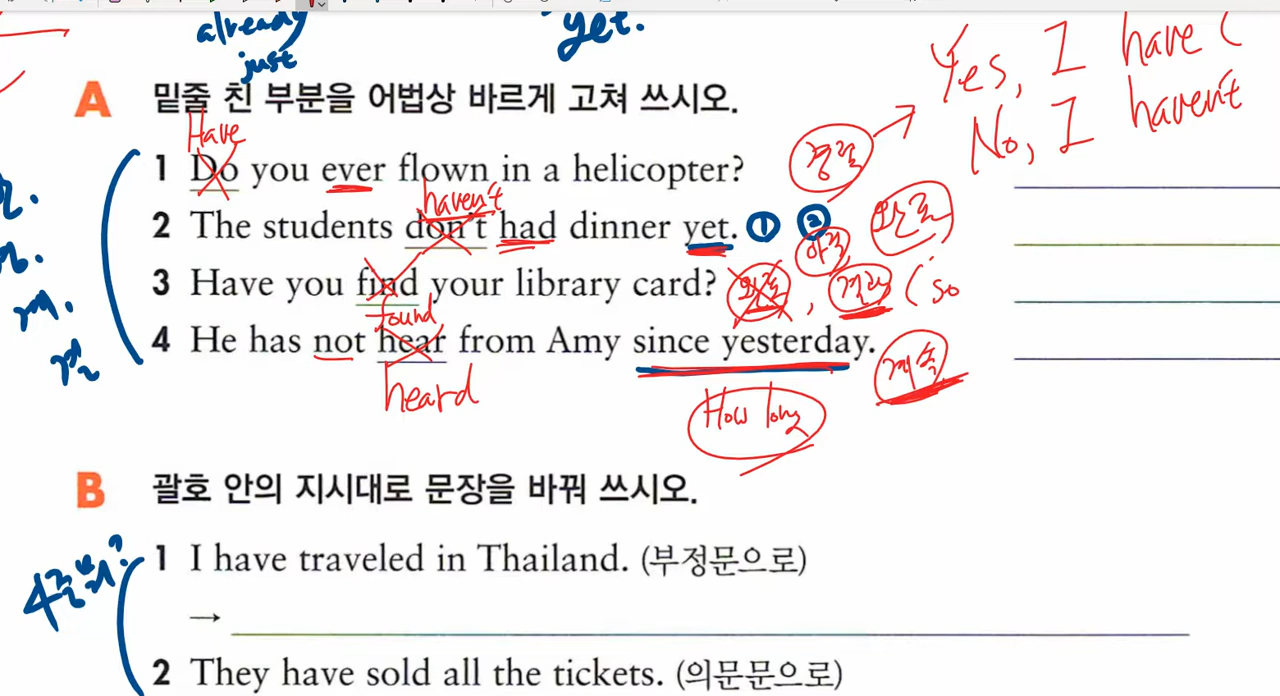 already
just
yet.
Yes, I have (
No, I haven't
A 밑줄 친 부분을 어법상 바르게 고쳐 쓰시오.
Have
1 Do you ever flown in a helicopter?
haven't
2 The students don't had dinner yet. ① ②
완료
3 Have you find your library card? 완료, 결과 (so
found
4 He has not hear from Amy since yesterday.
계속
heard
How long
B 괄호 안의 지시대로 문장을 바꿔 쓰시오.
1 I have traveled in Thailand. (부정문으로)
→
2 They have sold all the tickets. (의문문으로)